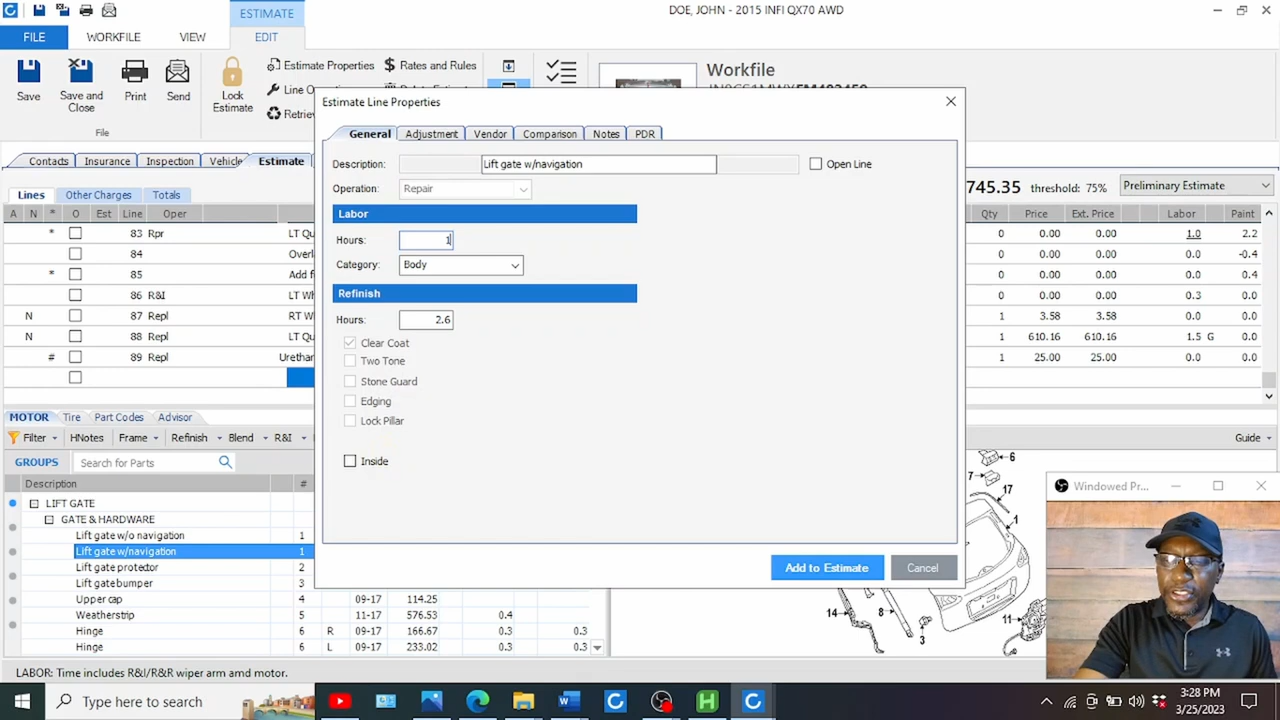 ESTIMATE
DOE, JOHN - 2015 INFI QX70 AWD
FILE WORKFILE VIEW EDIT
Save
Save and Close
Print
Send
File
Lock Estimate
Estimate Properties
Rates and Rules
Workfile
Estimate Line Properties
General Adjustment Vendor Comparison Notes PDR
Description: Lift gate w/navigation Open Line
Operation: Repair
Labor
Hours: 1
Category: Body
Refinish
Hours: 2.6
Clear Coat
Two Tone
Stone Guard
Edging
Lock Pillar
Inside
Add to Estimate Cancel
Contacts Insurance Inspection Vehicle Estimate
Lines Other Charges Totals
745.35 threshold: 75% Preliminary Estimate
A N * O Est Line Oper Qty Price Ext. Price Labor Paint
* 83 Rpr LT Qu 0 0.00 0.00 1.0 2.2
84 Overla 0 0.00 0.00 0.0 -0.4
* 85 Add f 0 0.00 0.00 0.0 0.4
86 R&I LT Wh 0 0.00 0.00 0.3 0.0
N 87 Repl RT W 1 3.58 3.58 0.0 0.0
N 88 Repl LT Qu 1 610.16 610.16 1.5 G 0.0
# 89 Repl Urethan 1 25.00 25.00 0.0 0.0
MOTOR Tire Part Codes Advisor
Filter HNotes Frame Refinish Blend R&I Guide
GROUPS Search for Parts
Description #
LIFT GATE
GATE & HARDWARE
Lift gate w/o navigation 1
Lift gate w/navigation 1
Lift gate protector 2
Lift gate bumper 3
Upper cap 4 09-17 114.25
Weatherstrip 5 11-17 576.53 0.4
Hinge 6 R 09-17 166.67 0.3 0.3
Hinge 6 L 09-17 233.02 0.3 0.3
6
7
17
1
14
8
3
11
Windowed Pr...
LABOR: Time includes R&I/R&R wiper arm amd motor.
Type here to search
3:28 PM
3/25/2023